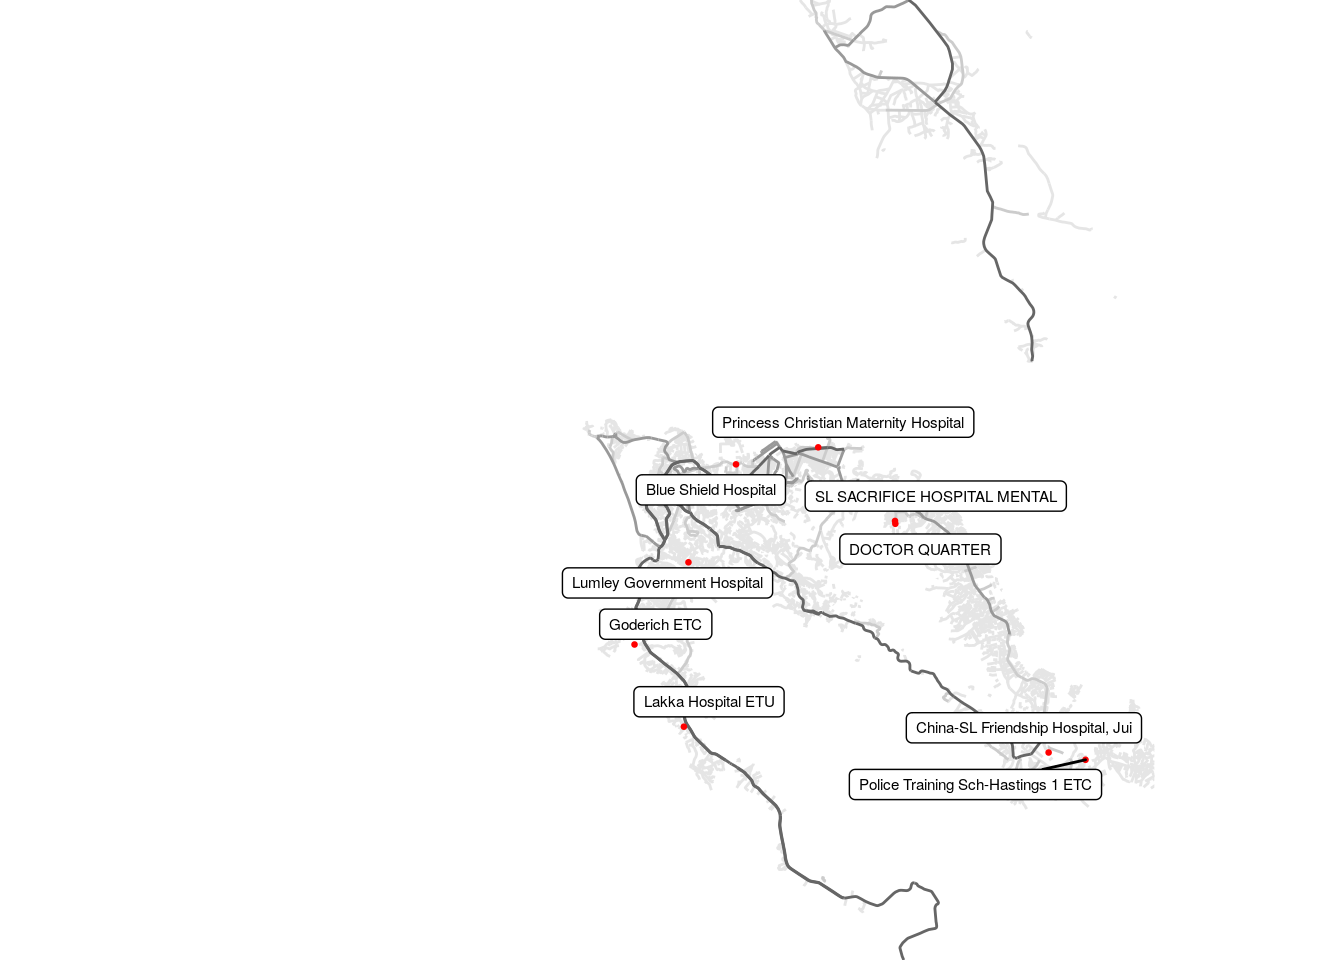 Princess Christian Maternity Hospital
Blue Shield Hospital
SL SACRIFICE HOSPITAL MENTAL
DOCTOR QUARTER
Lumley Government Hospital
Goderich ETC
Lakka Hospital ETU
China-SL Friendship Hospital, Jui
Police Training Sch-Hastings 1 ETC